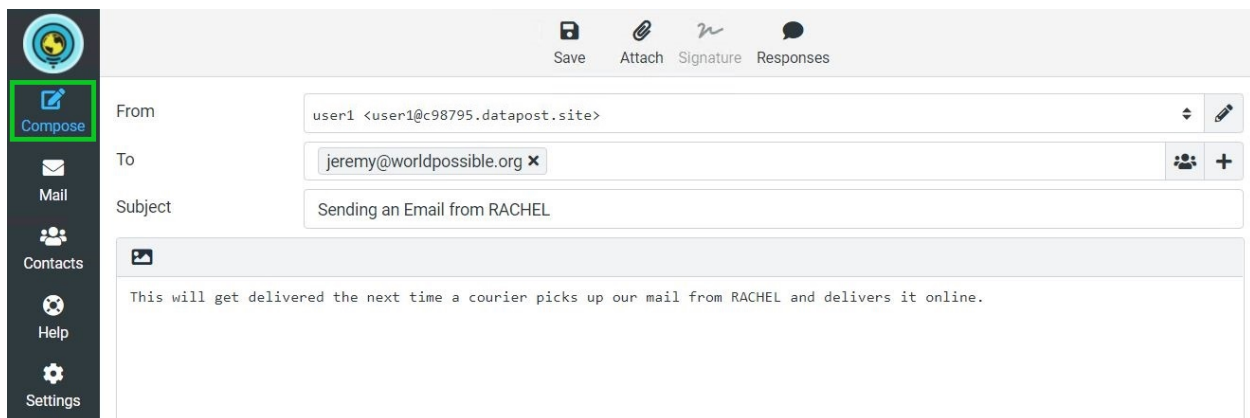 Save Attach Signature Responses
Compose
From
user1 <user1@c98795.datapost.site>
To
jeremy@worldpossible.org
Mail
Subject
Sending an Email from RACHEL
Contacts
This will get delivered the next time a courier picks up our mail from RACHEL and delivers it online.
Help
Settings